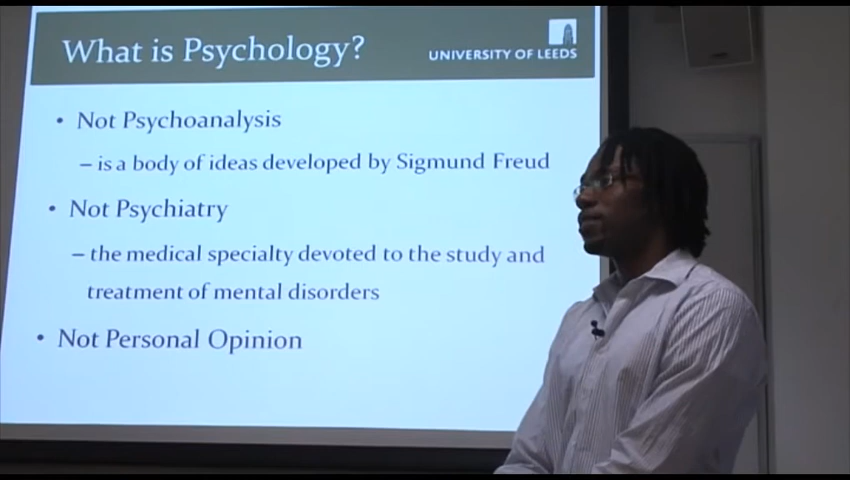 What is Psychology?
UNIVERSITY OF LEEDS
• Not Psychoanalysis
– is a body of ideas developed by Sigmund Freud
• Not Psychiatry
– the medical specialty devoted to the study and
treatment of mental disorders
• Not Personal Opinion